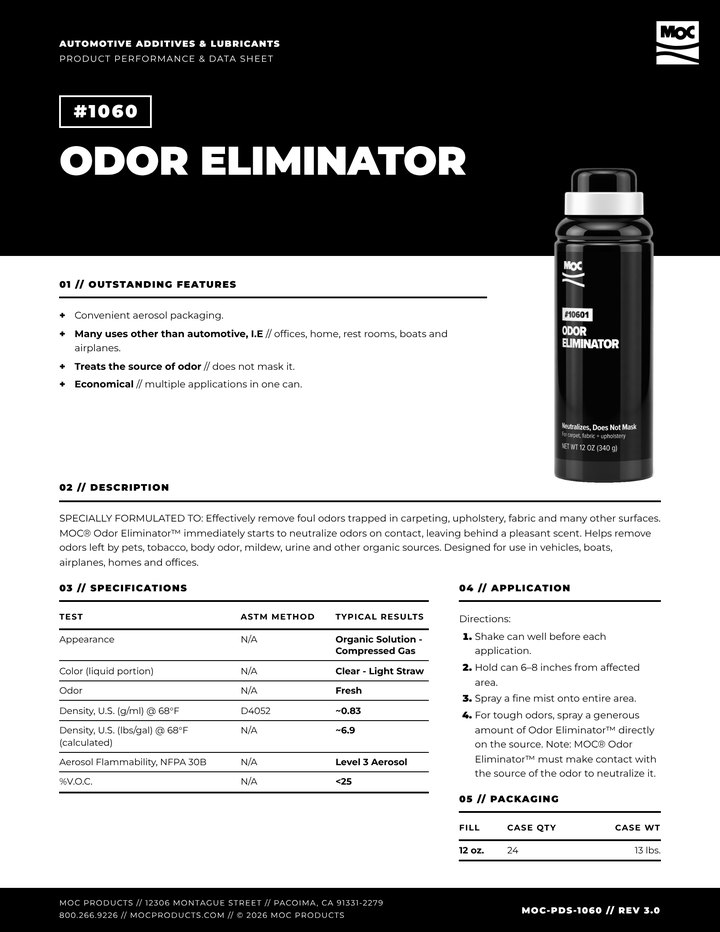 AUTOMOTIVE ADDITIVES & LUBRICANTS
PRODUCT PERFORMANCE & DATA SHEET
MOC
#1060
ODOR ELIMINATOR
01 // OUTSTANDING FEATURES
+ Convenient aerosol packaging.
+ Many uses other than automotive, I.E // offices, home, rest rooms, boats and
airplanes.
+ Treats the source of odor // does not mask it.
+ Economical // multiple applications in one can.
MOC
#10601
ODOR
ELIMINATOR
Neutralizes, Does Not Mask
For carpet, fabric + upholstery
NET WT 12 OZ (340 g)
02 // DESCRIPTION
SPECIALLY FORMULATED TO: Effectively remove foul odors trapped in carpeting, upholstery, fabric and many other surfaces.
MOC® Odor Eliminator™ immediately starts to neutralize odors on contact, leaving behind a pleasant scent. Helps remove
odors left by pets, tobacco, body odor, mildew, urine and other organic sources. Designed for use in vehicles, boats,
airplanes, homes and offices.
03 // SPECIFICATIONS
TEST ASTM METHOD TYPICAL RESULTS
Appearance N/A Organic Solution -
Compressed Gas
Color (liquid portion) N/A Clear - Light Straw
Odor N/A Fresh
Density, U.S. (g/ml) @ 68°F D4052 ~0.83
Density, U.S. (lbs/gal) @ 68°F N/A ~6.9
(calculated)
Aerosol Flammability, NFPA 30B N/A Level 3 Aerosol
%V.O.C. N/A <25
04 // APPLICATION
Directions:
1. Shake can well before each
application.
2. Hold can 6–8 inches from affected
area.
3. Spray a fine mist onto entire area.
4. For tough odors, spray a generous
amount of Odor Eliminator™ directly
on the source. Note: MOC® Odor
Eliminator™ must make contact with
the source of the odor to neutralize it.
05 // PACKAGING
FILL CASE QTY CASE WT
12 oz. 24 13 lbs.
MOC PRODUCTS // 12306 MONTAGUE STREET // PACOIMA, CA 91331-2279
800.266.9226 // MOCPRODUCTS.COM // © 2026 MOC PRODUCTS
MOC-PDS-1060 // REV 3.0